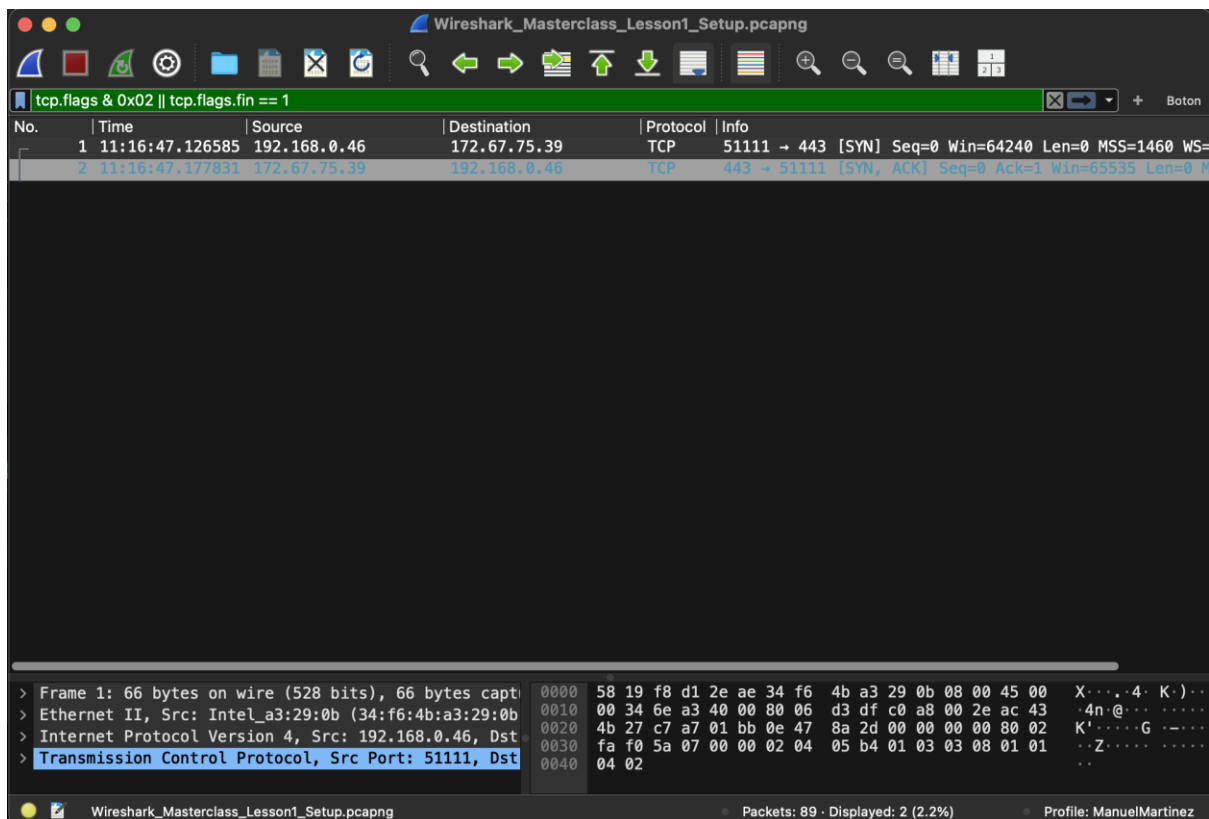 Wireshark_Masterclass_Lesson1_Setup.pcapng
tcp.flags & 0x02 || tcp.flags.fin == 1
+ Boton
No. Time Source Destination Protocol Info
1 11:16:47.126585 192.168.0.46 172.67.75.39 TCP 51111 → 443 [SYN] Seq=0 Win=64240 Len=0 MSS=1460 WS=
2 11:16:47.177831 172.67.75.39 192.168.0.46 TCP 443 → 51111 [SYN, ACK] Seq=0 Ack=1 Win=65535 Len=0 M
> Frame 1: 66 bytes on wire (528 bits), 66 bytes capt
> Ethernet II, Src: Intel_a3:29:0b (34:f6:4b:a3:29:0b
> Internet Protocol Version 4, Src: 192.168.0.46, Dst
> Transmission Control Protocol, Src Port: 51111, Dst
0000 58 19 f8 d1 2e ae 34 f6 4b a3 29 0b 08 00 45 00 X···.·4· K·)···E·
0010 00 34 6e a3 40 00 80 06 d3 df c0 a8 00 2e ac 43 ·4n·@··· ·····.·C
0020 4b 27 c7 a7 01 bb 0e 47 8a 2d 00 00 00 00 80 02 K'·····G ·-······
0030 fa f0 5a 07 00 00 02 04 05 b4 01 03 03 08 01 01 ··Z····· ········
0040 04 02 ··
Wireshark_Masterclass_Lesson1_Setup.pcapng
Packets: 89 · Displayed: 2 (2.2%)
Profile: ManuelMartinez